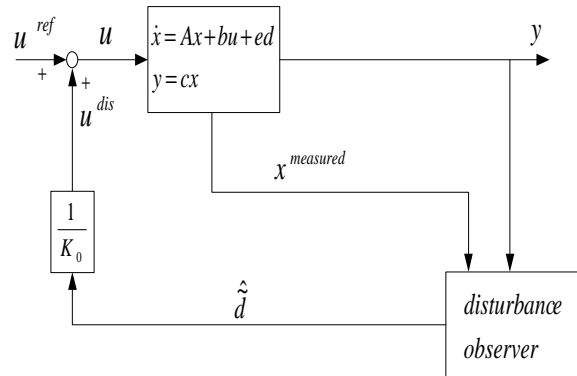 u^ref
+
u
+
u^dis
ẋ = Ax+bu+ed
y = cx
y
x^measured
1
K_0
d̃̂
disturbance
observer